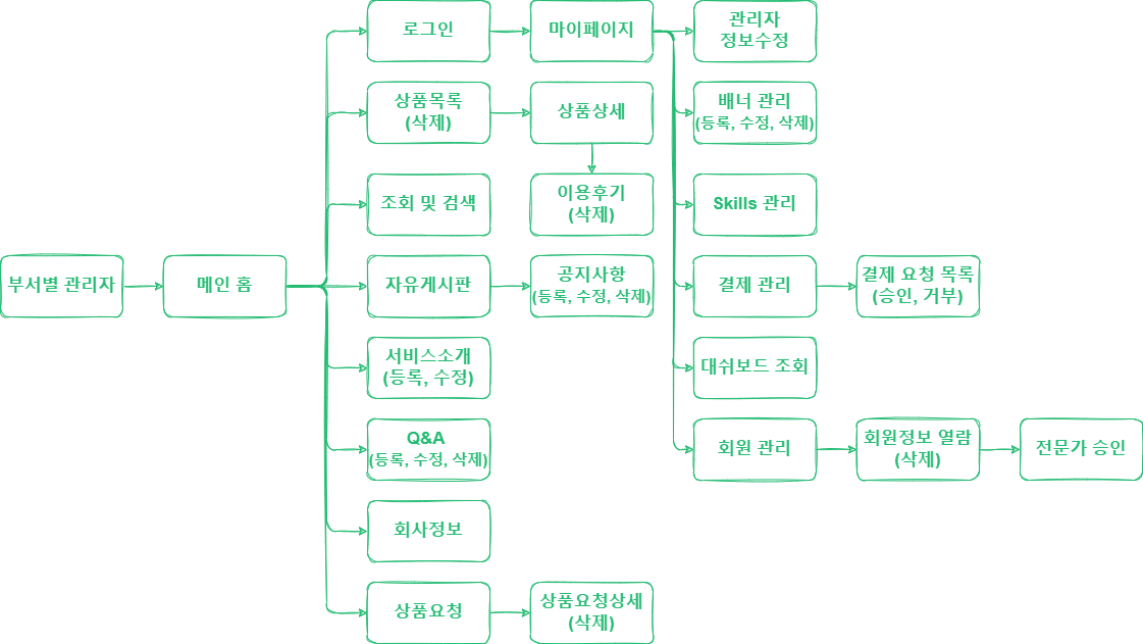 로그인
마이페이지
관리자
정보수정
상품목록
(삭제)
상품상세
배너 관리
(등록, 수정, 삭제)
조회 및 검색
이용후기
(삭제)
Skills 관리
부서별 관리자
메인 홈
자유게시판
공지사항
(등록, 수정, 삭제)
결제 관리
결제 요청 목록
(승인, 거부)
서비스소개
(등록, 수정)
대쉬보드 조회
Q&A
(등록, 수정, 삭제)
회원 관리
회원정보 열람
(삭제)
전문가 승인
회사정보
상품요청
상품요청상세
(삭제)